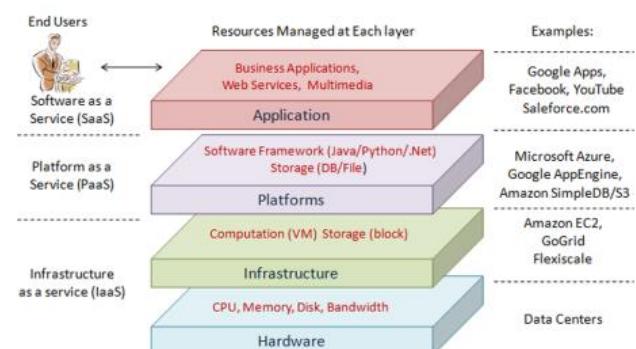 End Users
Resources Managed at Each layer
Examples:
Business Applications,
Web Services, Multimedia
Application
Software as a
Service (SaaS)
Google Apps,
Facebook, YouTube
Saleforce.com
Software Framework (Java/Python/.Net)
Storage (DB/File)
Platforms
Platform as a
Service (PaaS)
Microsoft Azure,
Google AppEngine,
Amazon SimpleDB/S3
Computation (VM) Storage (block)
Infrastructure
Amazon EC2,
GoGrid
Flexiscale
Infrastructure
as a service (IaaS)
CPU, Memory, Disk, Bandwidth
Hardware
Data Centers